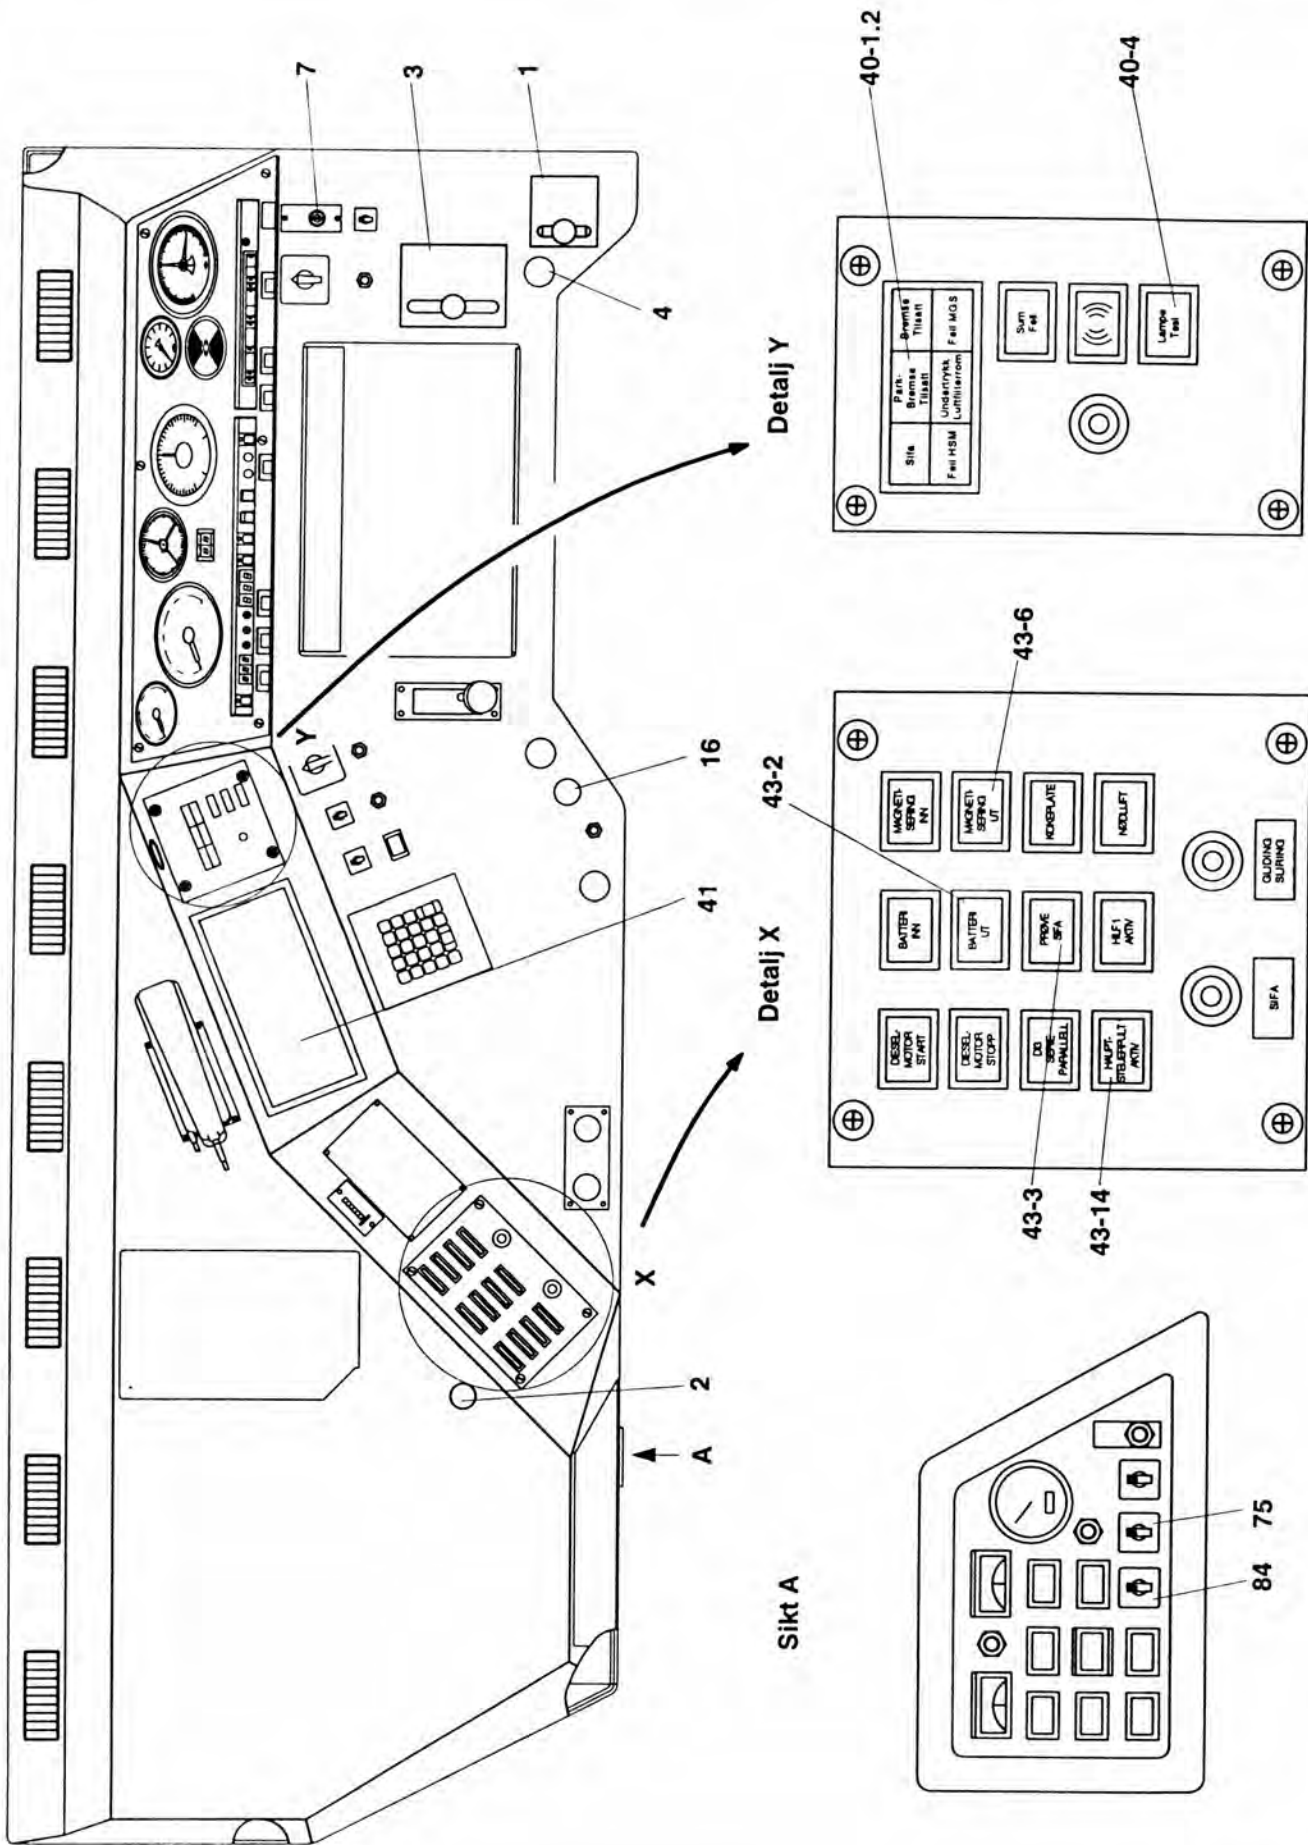 7
3
1
4
Y
16
41
X
2
A
Sikt A
84
75
Detalj X
43-2
43-6
43-3
43-14
DIESEL-
MOTOR
START
BATTERI
INN
MAGNETI-
SERING
INN
DIESEL-
MOTOR
STOPP
BATTERI
UT
MAGNETI-
SERING
UT
DB
SERIE
PARALLELL
PRØVE
SIFA
KOKEPLATE
HAUPT-
STEUERPULT
AKTIV
HLF1
AKTIV
NØDLUFT
SIFA
GLIDING
SLIRING
Detalj Y
40-1.2
40-4
Sifa
Park-
Bremse
Tilsatt
Bremse
Tilsatt
Feil HSM
Undertrykk
Luftfilterrom
Feil MGS
Sum
Feil
Lampe
Test